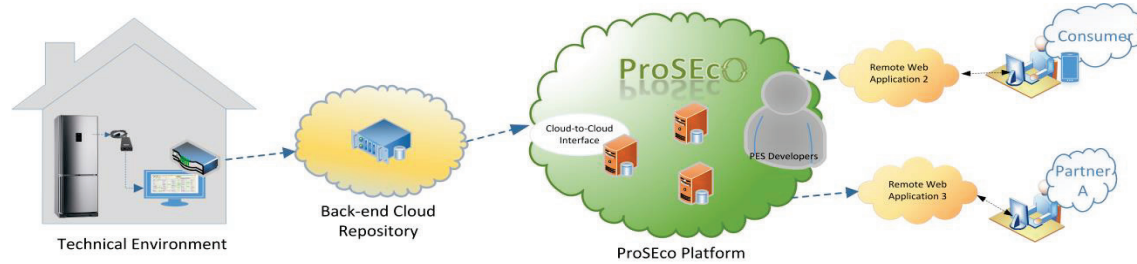 Technical Environment
Back-end Cloud
Repository
ProSEco
Cloud-to-Cloud
Interface
PES Developers
ProSEco Platform
Remote Web
Application 2
Consumer
Remote Web
Application 3
Partner
A